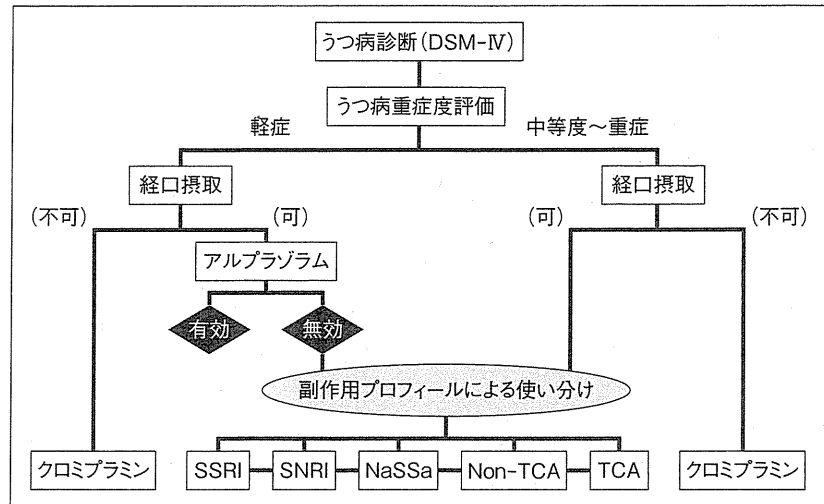 うつ病診断(DSM-Ⅳ)
うつ病重症度評価
軽症
中等度〜重症
経口摂取
経口摂取
(不可)
(可)
(可)
(不可)
アルプラゾラム
有効
無効
副作用プロフィールによる使い分け
クロミプラミン
SSRI
SNRI
NaSSa
Non-TCA
TCA
クロミプラミン